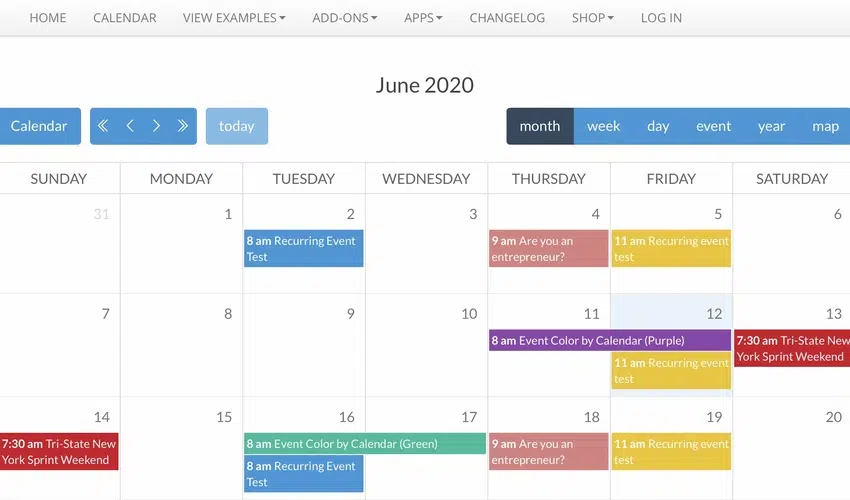 HOME CALENDAR VIEW EXAMPLES ADD-ONS APPS CHANGELOG SHOP LOG IN
June 2020
Calendar today month week day event year map
SUNDAY MONDAY TUESDAY WEDNESDAY THURSDAY FRIDAY SATURDAY
31 1 2 3 4 5 6
8 am Recurring Event 9 am Are you an 11 am Recurring event
Test entrepreneur? test
7 8 9 10 11 12 13
8 am Event Color by Calendar (Purple) 7:30 am Tri-State New
York Sprint Weekend
11 am Recurring event
test
14 15 16 17 18 19 20
7:30 am Tri-State New 8 am Event Color by Calendar (Green) 9 am Are you an 11 am Recurring event
York Sprint Weekend entrepreneur? test
8 am Recurring Event
Test